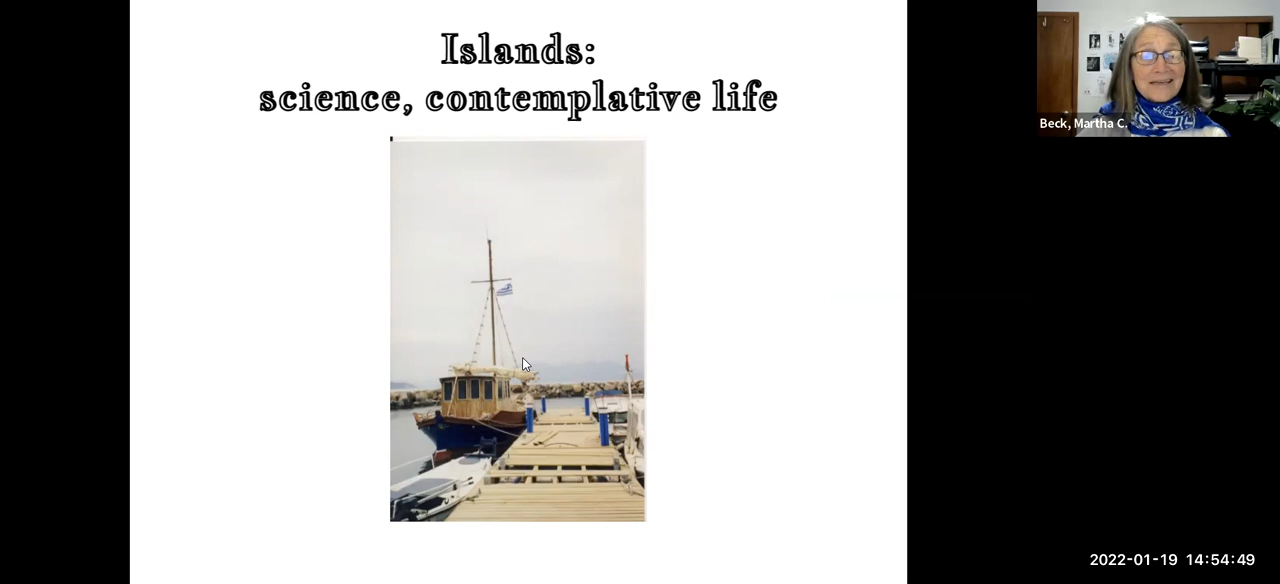 Islands:
science, contemplative life
Beck, Martha C.
2022-01-19 14:54:49